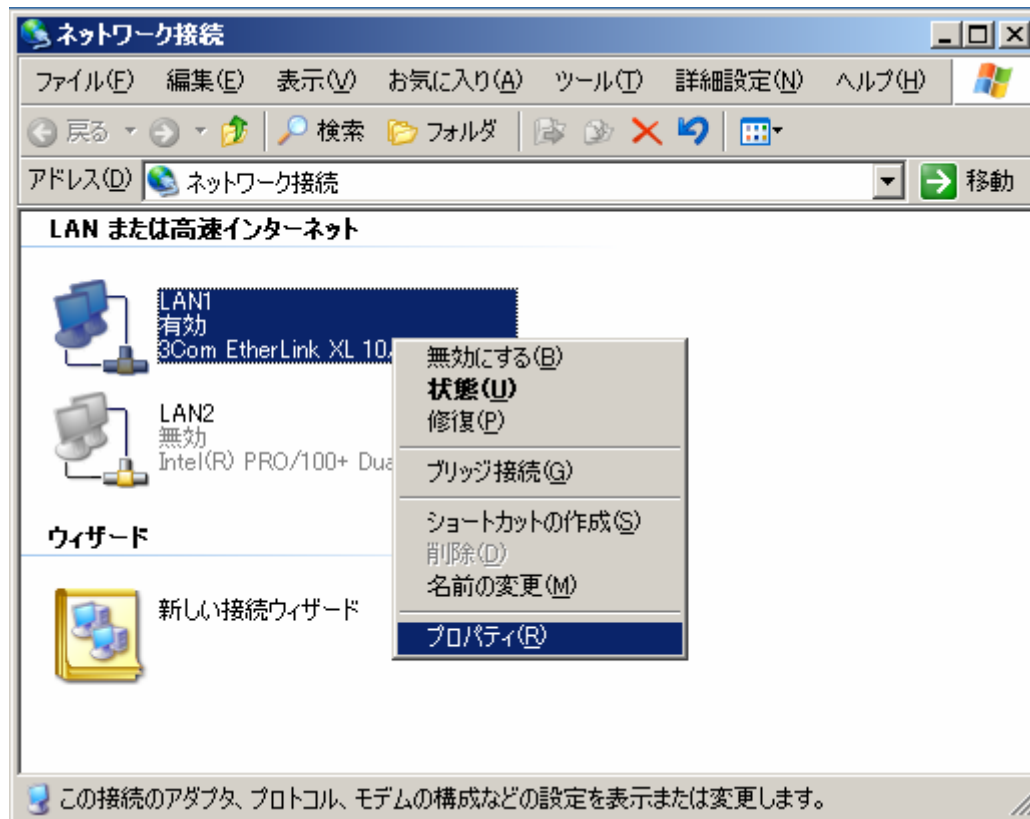 ネットワーク接続
ファイル(F) 編集(E) 表示(V) お気に入り(A) ツール(T) 詳細設定(N) ヘルプ(H)
戻る 検索 フォルダ
アドレス(D) ネットワーク接続 移動
LAN または高速インターネット
LAN1
有効
3Com EtherLink XL 10
無効にする(B)
状態(U)
修復(P)
ブリッジ接続(G)
ショートカットの作成(S)
削除(D)
名前の変更(M)
プロパティ(R)
LAN2
無効
Intel(R) PRO/100+ Dua
ウィザード
新しい接続ウィザード
この接続のアダプタ、プロトコル、モデムの構成などの設定を表示または変更します。